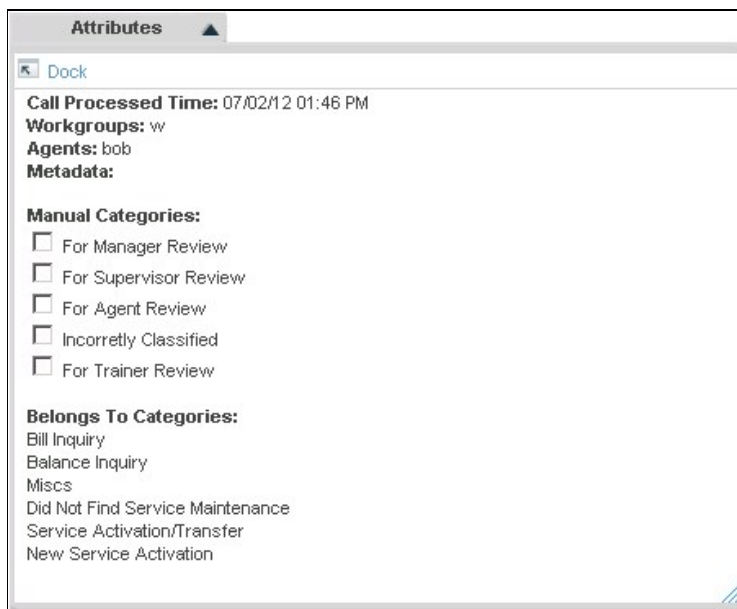 Attributes
Dock
Call Processed Time: 07/02/12 01:46 PM
Workgroups: w
Agents: bob
Metadata:
Manual Categories:
For Manager Review
For Supervisor Review
For Agent Review
Incorretly Classified
For Trainer Review
Belongs To Categories:
Bill Inquiry
Balance Inquiry
Miscs
Did Not Find Service Maintenance
Service Activation/Transfer
New Service Activation